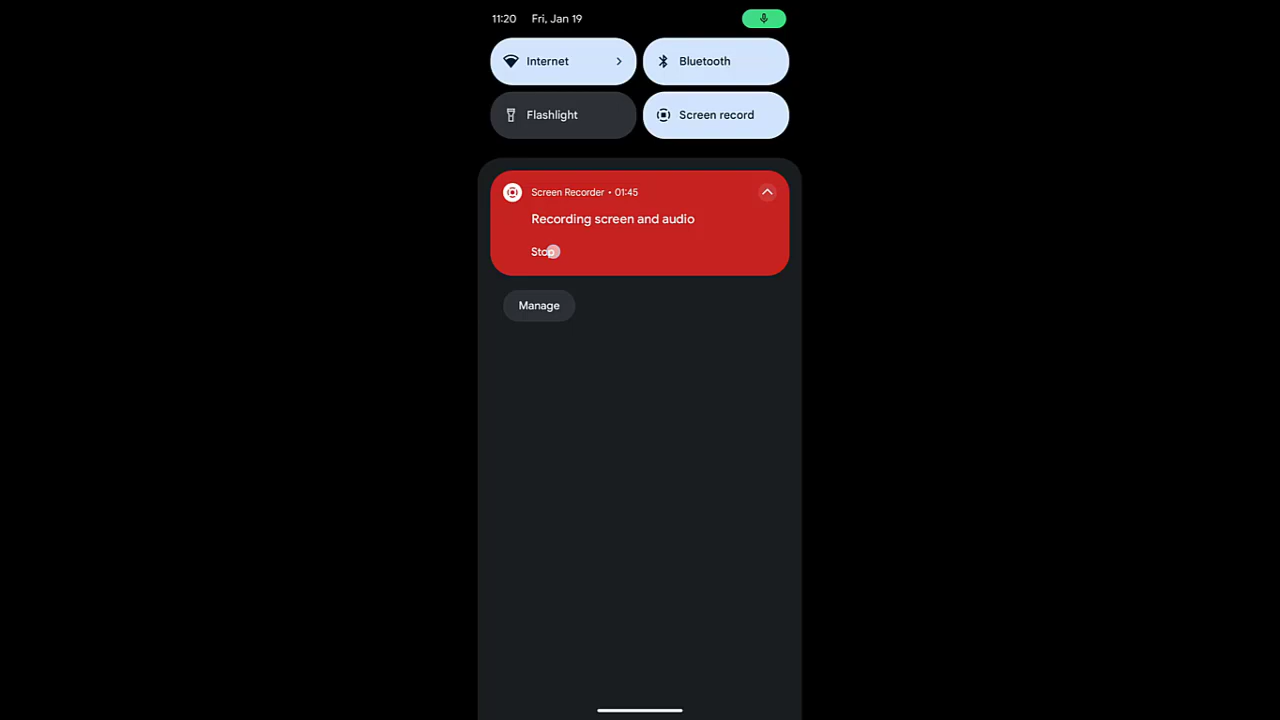 11:20 Fri, Jan 19
Internet
Bluetooth
Flashlight
Screen record
Screen Recorder • 01:45
Recording screen and audio
Stop
Manage